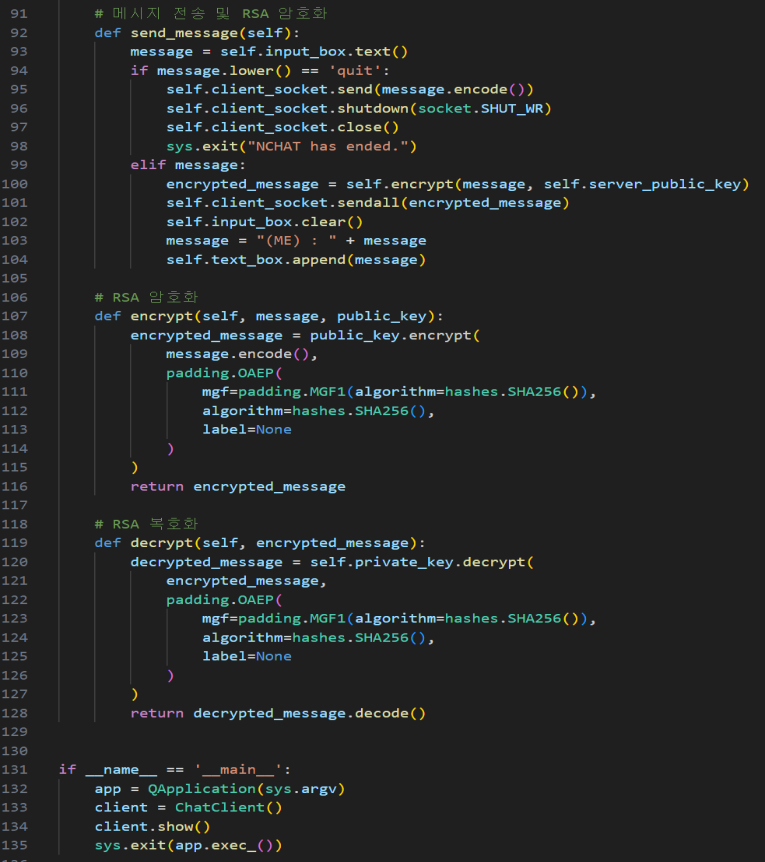 91 # 메시지 전송 및 RSA 암호화
92 def send_message(self):
93 message = self.input_box.text()
94 if message.lower() == 'quit':
95 self.client_socket.send(message.encode())
96 self.client_socket.shutdown(socket.SHUT_WR)
97 self.client_socket.close()
98 sys.exit("NCHAT has ended.")
99 elif message:
100 encrypted_message = self.encrypt(message, self.server_public_key)
101 self.client_socket.sendall(encrypted_message)
102 self.input_box.clear()
103 message = "(ME) : " + message
104 self.text_box.append(message)
105
106 # RSA 암호화
107 def encrypt(self, message, public_key):
108 encrypted_message = public_key.encrypt(
109 message.encode(),
110 padding.OAEP(
111 mgf=padding.MGF1(algorithm=hashes.SHA256()),
112 algorithm=hashes.SHA256(),
113 label=None
114 )
115 )
116 return encrypted_message
117
118 # RSA 복호화
119 def decrypt(self, encrypted_message):
120 decrypted_message = self.private_key.decrypt(
121 encrypted_message,
122 padding.OAEP(
123 mgf=padding.MGF1(algorithm=hashes.SHA256()),
124 algorithm=hashes.SHA256(),
125 label=None
126 )
127 )
128 return decrypted_message.decode()
129
130
131 if __name__ == '__main__':
132 app = QApplication(sys.argv)
133 client = ChatClient()
134 client.show()
135 sys.exit(app.exec_())